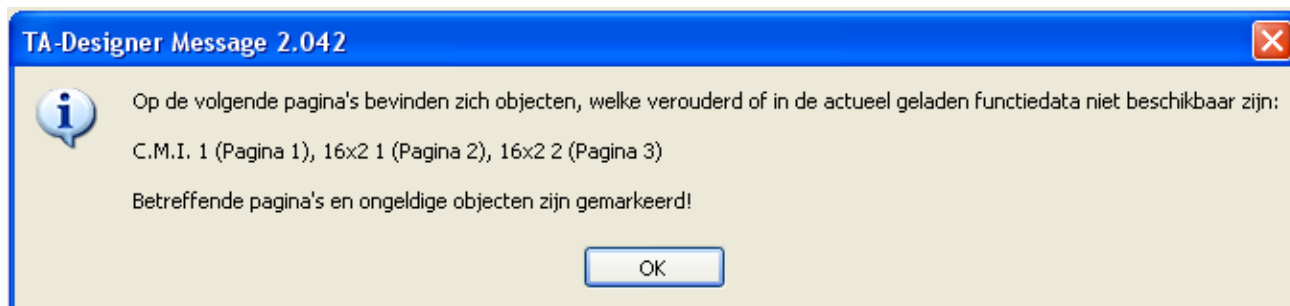 TA-Designer Message 2.042
Op de volgende pagina's bevinden zich objecten, welke verouderd of in de actueel geladen functiedata niet beschikbaar zijn:
C.M.I. 1 (Pagina 1), 16x2 1 (Pagina 2), 16x2 2 (Pagina 3)
Betreffende pagina's en ongeldige objecten zijn gemarkeerd!
OK